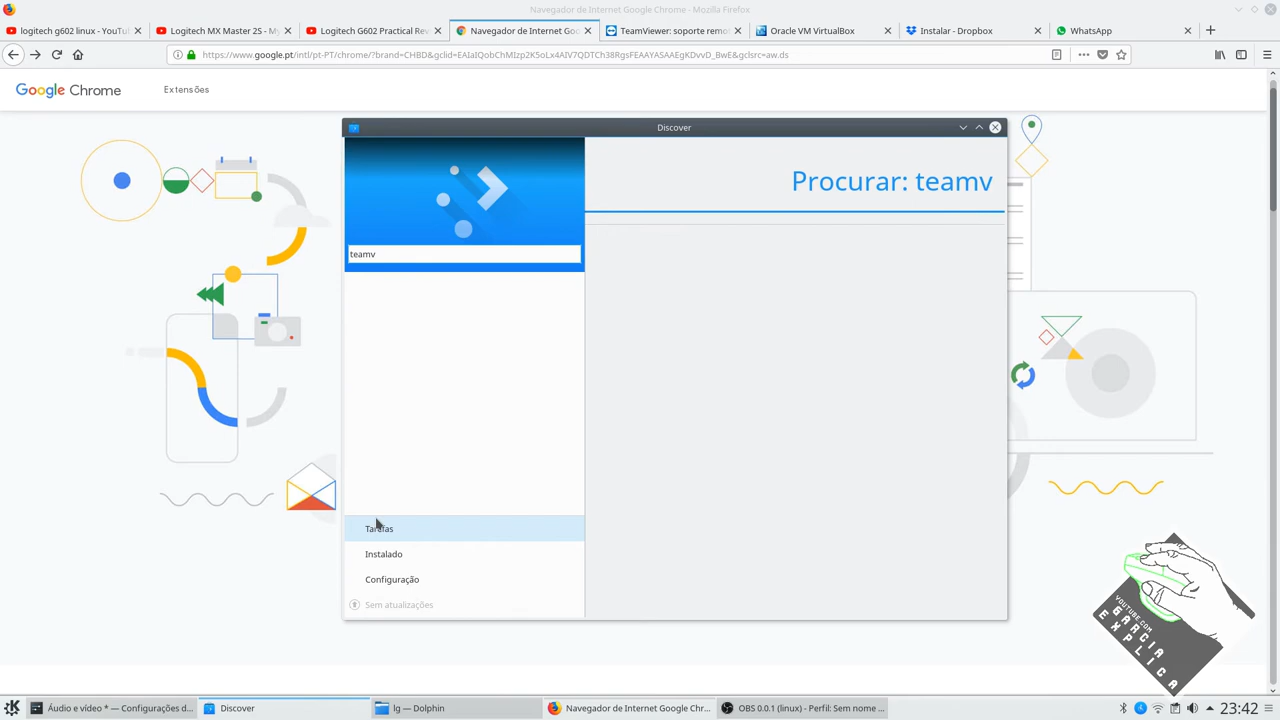 Navegador de Internet Google Chrome - Mozilla Firefox
logitech g602 linux - YouTu
Logitech MX Master 2S - My
Logitech G602 Practical Rev
Navegador de Internet Goo
TeamViewer: soporte remo
Oracle VM VirtualBox
Instalar - Dropbox
WhatsApp
https://www.google.pt/intl/pt-PT/chrome/?brand=CHBD&gclid=EAIaIQobChMIzp2K5oLx4AIV7QDTCh38RgsFEAAYASAAEgKDvvD_BwE&gclsrc=aw.ds
Google Chrome
Extensões
Discover
Procurar: teamv
teamv
Tarefas
Instalado
Configuração
Sem atualizações
YOUTUBE.COM
EGARCIA
EXPLICA
Áudio e vídeo * — Configurações d...
Discover
lg — Dolphin
Navegador de Internet Google Chr...
OBS 0.0.1 (linux) - Perfil: Sem nome ...
23:42